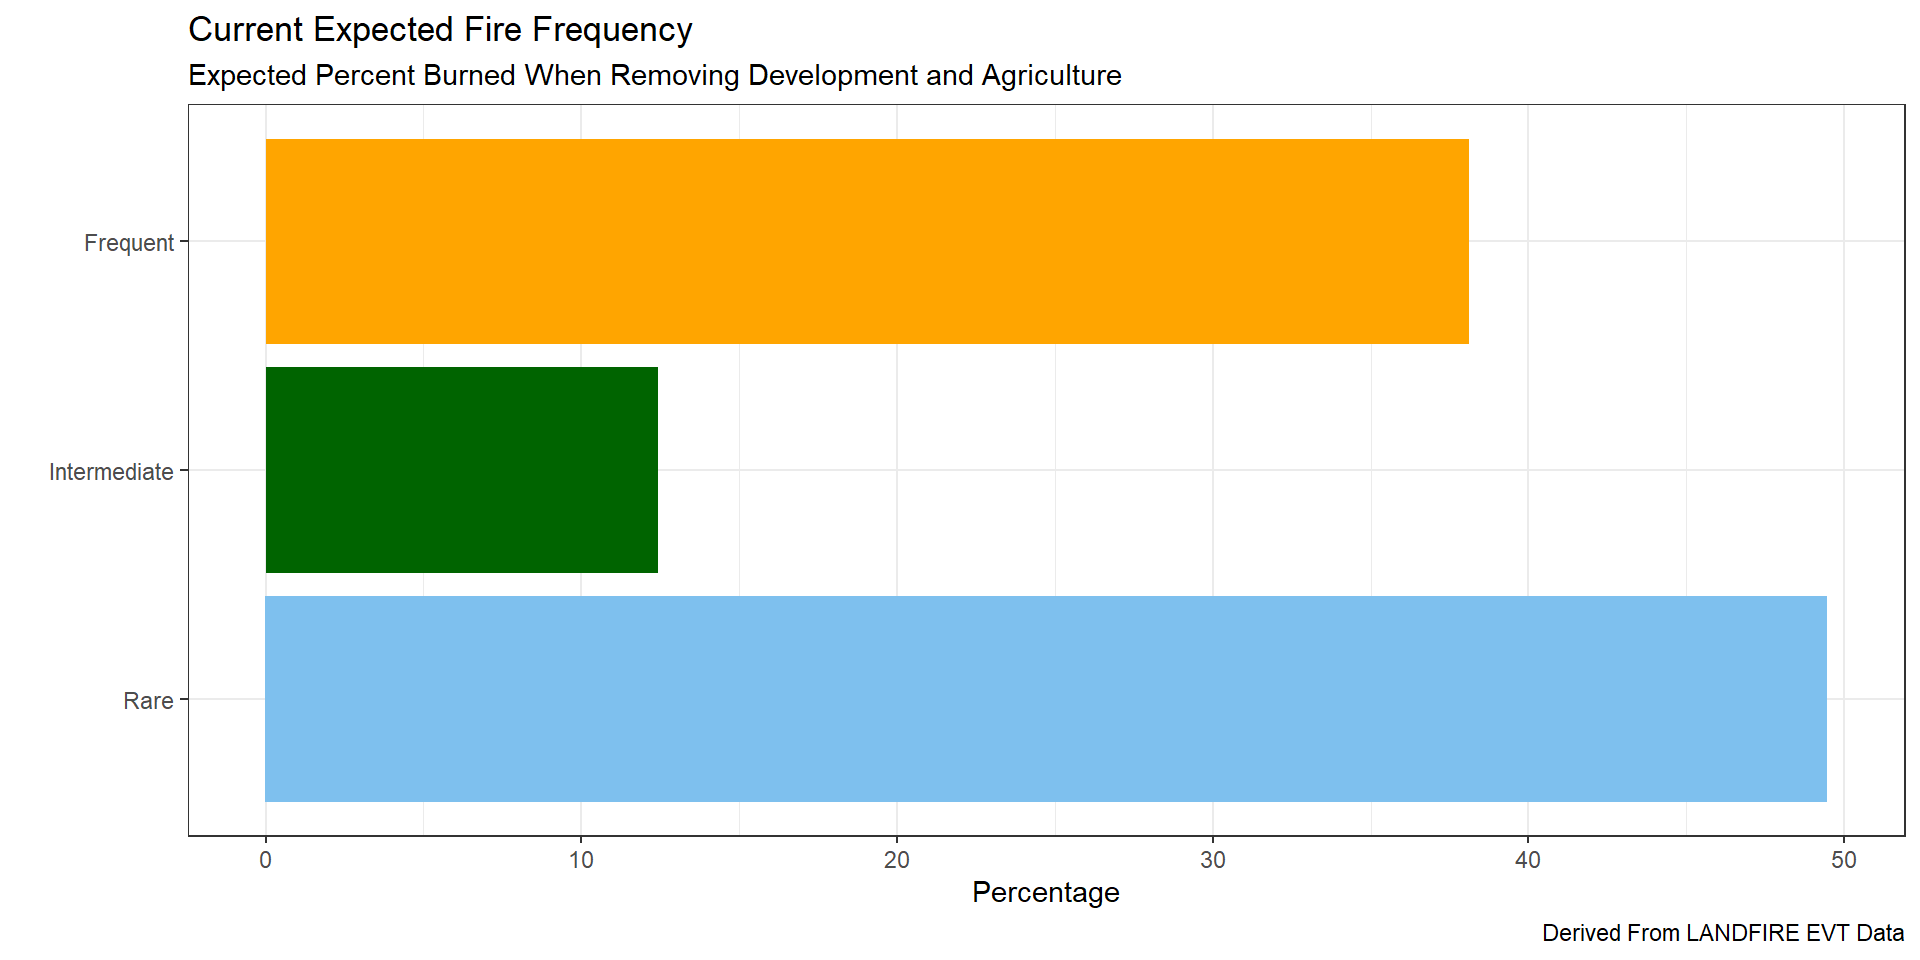 Current Expected Fire Frequency
Expected Percent Burned When Removing Development and Agriculture
Frequent
Intermediate
Rare
0 10 20 30 40 50
Percentage
Derived From LANDFIRE EVT Data